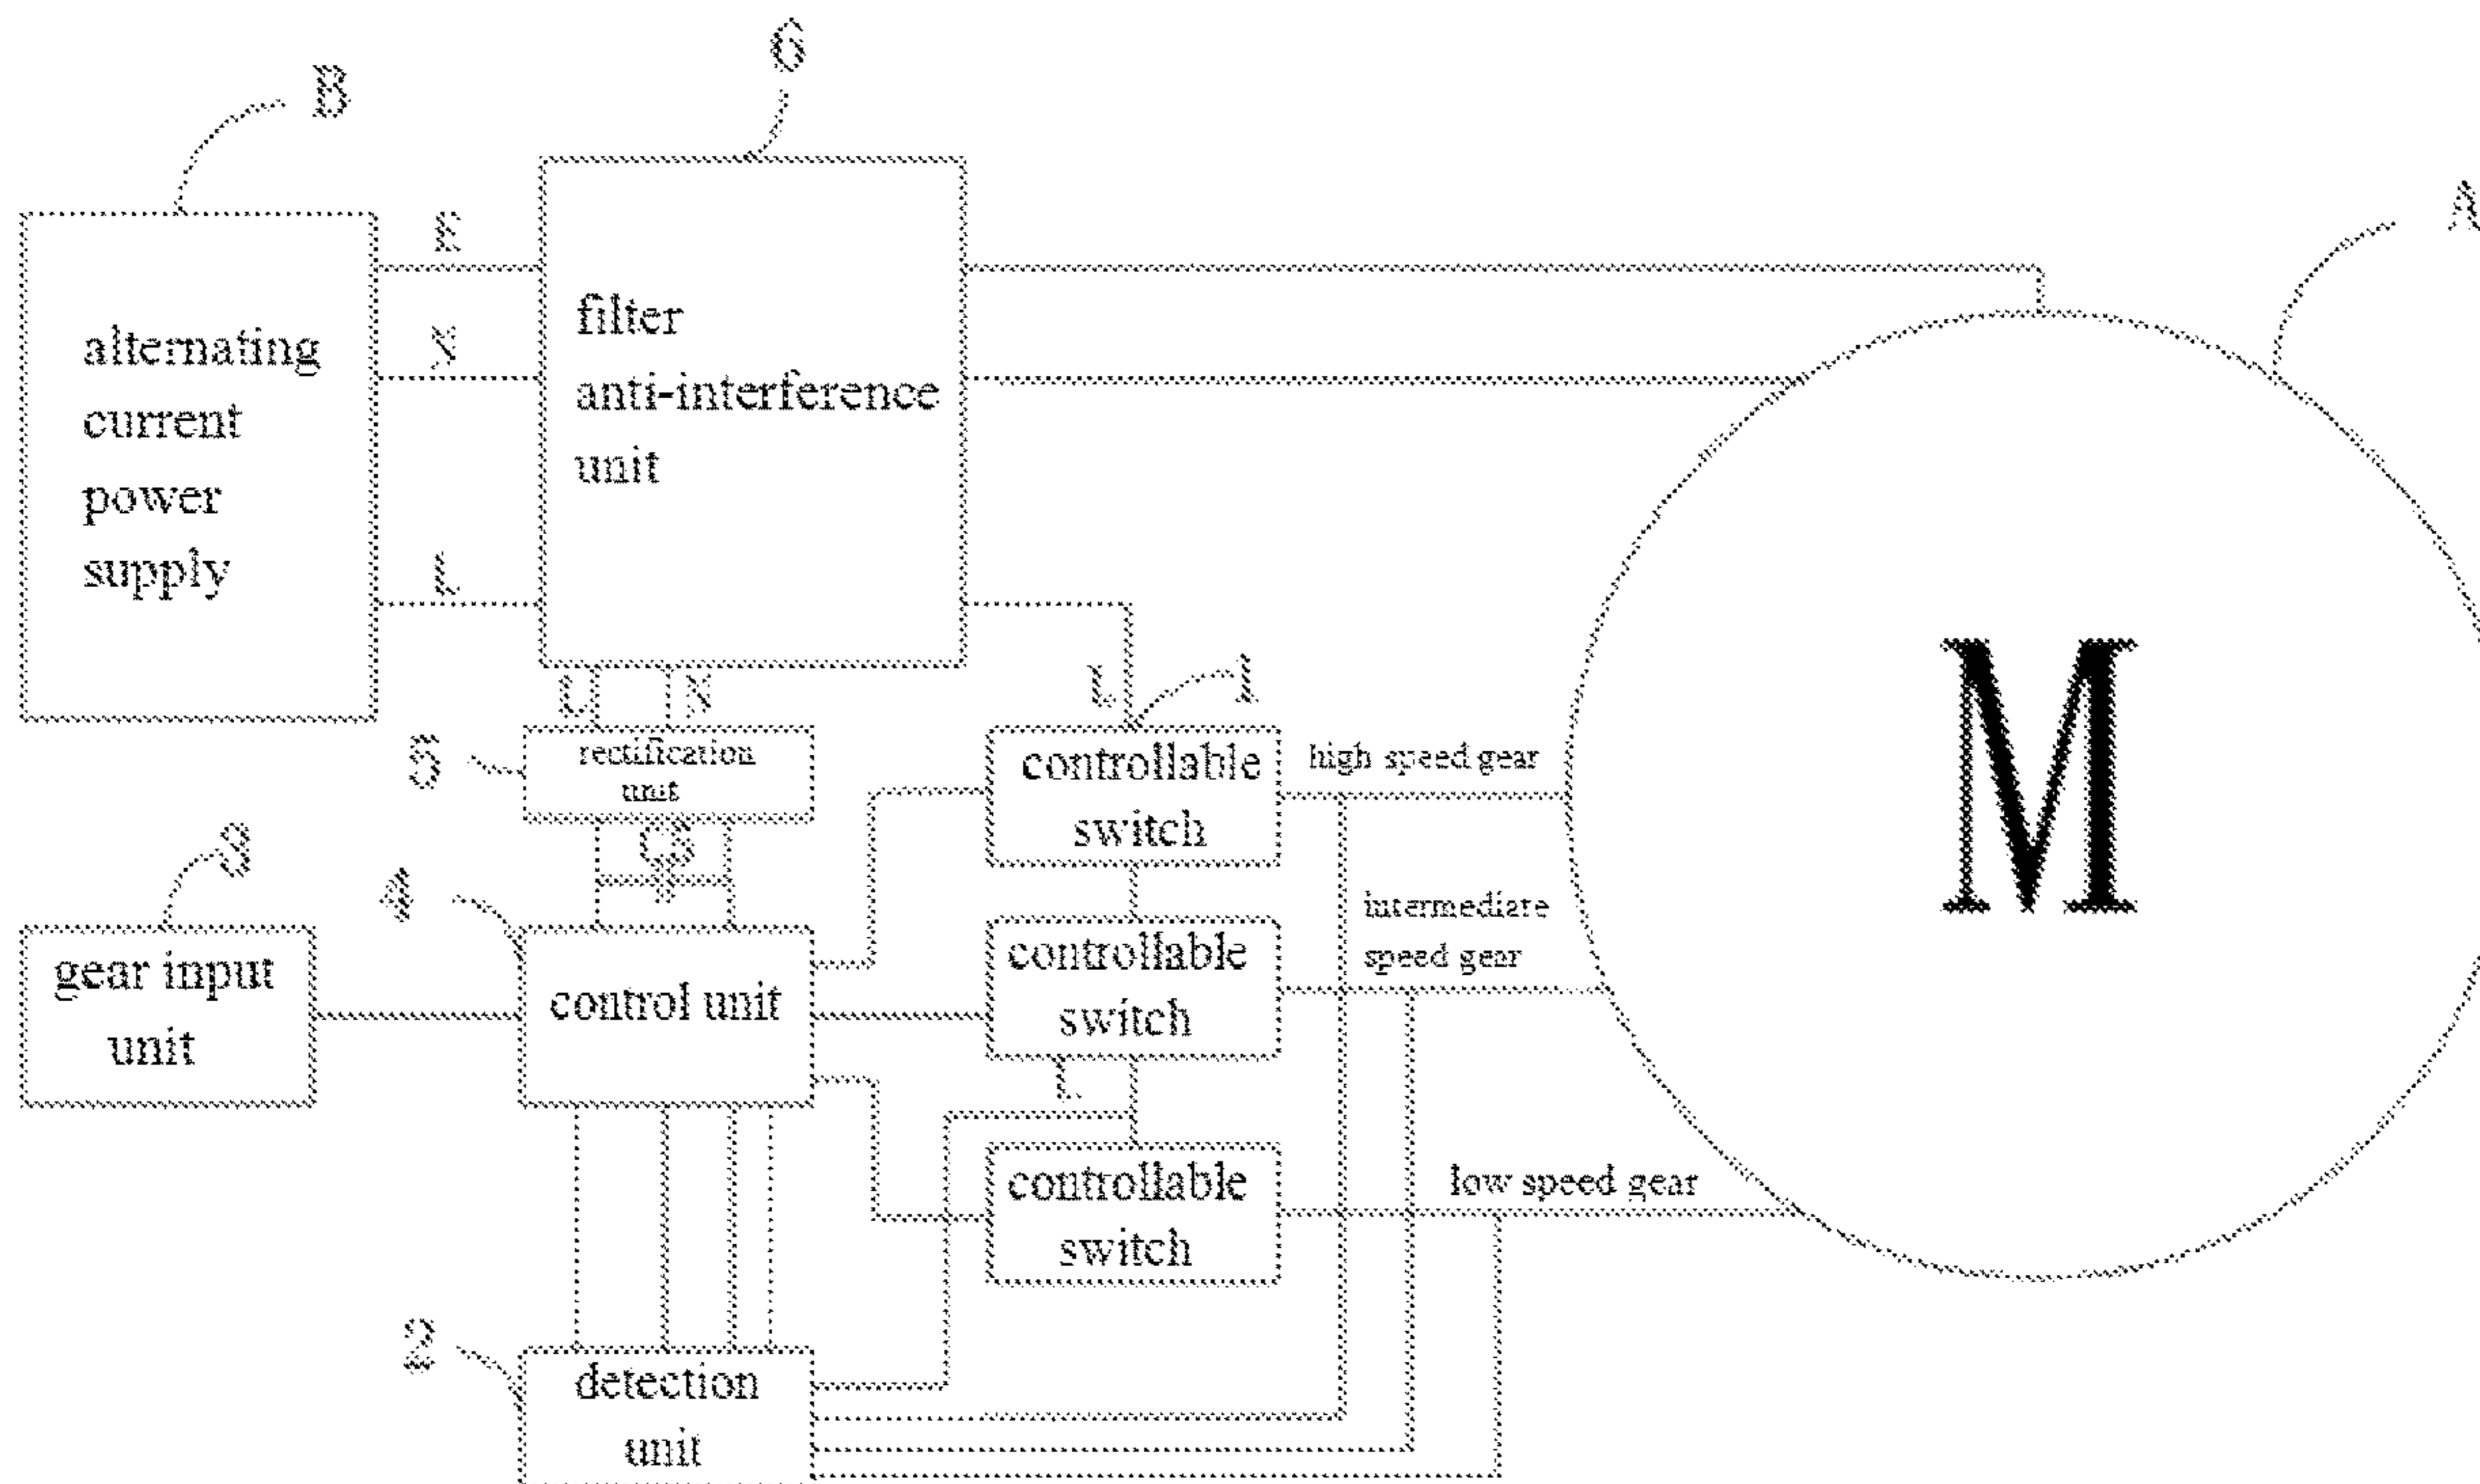 6
B
A
E
filter
anti-interference
unit
N
alternating
current
power
supply
L
M
L
N
L
1
5
rectification
unit
controllable
switch
high speed gear
C3
3
4
intermediate
speed gear
gear input
unit
control unit
controllable
switch
L
controllable
switch
low speed gear
2
detection
unit